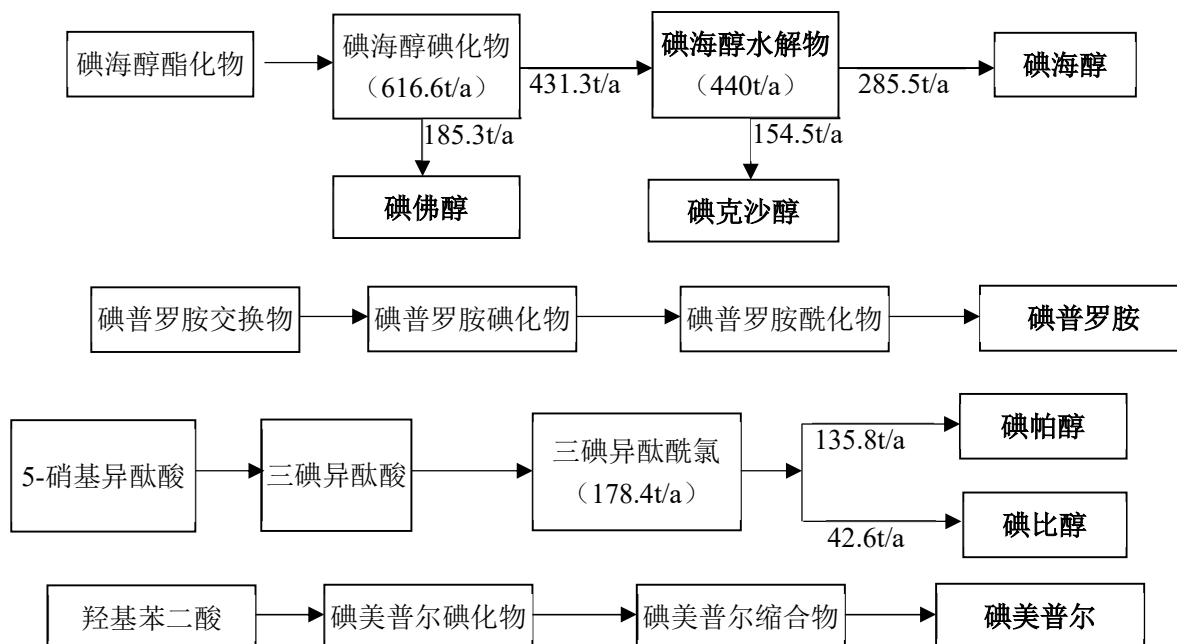 碘海醇酯化物
碘海醇碘化物
（616.6t/a）
431.3t/a
碘海醇水解物
（440t/a）
285.5t/a
碘海醇
185.3t/a
154.5t/a
碘佛醇
碘克沙醇
碘普罗胺交换物
碘普罗胺碘化物
碘普罗胺酰化物
碘普罗胺
5-硝基异酞酸
三碘异酞酸
三碘异酞酰氯
（178.4t/a）
135.8t/a
碘帕醇
42.6t/a
碘比醇
羟基苯二酸
碘美普尔碘化物
碘美普尔缩合物
碘美普尔